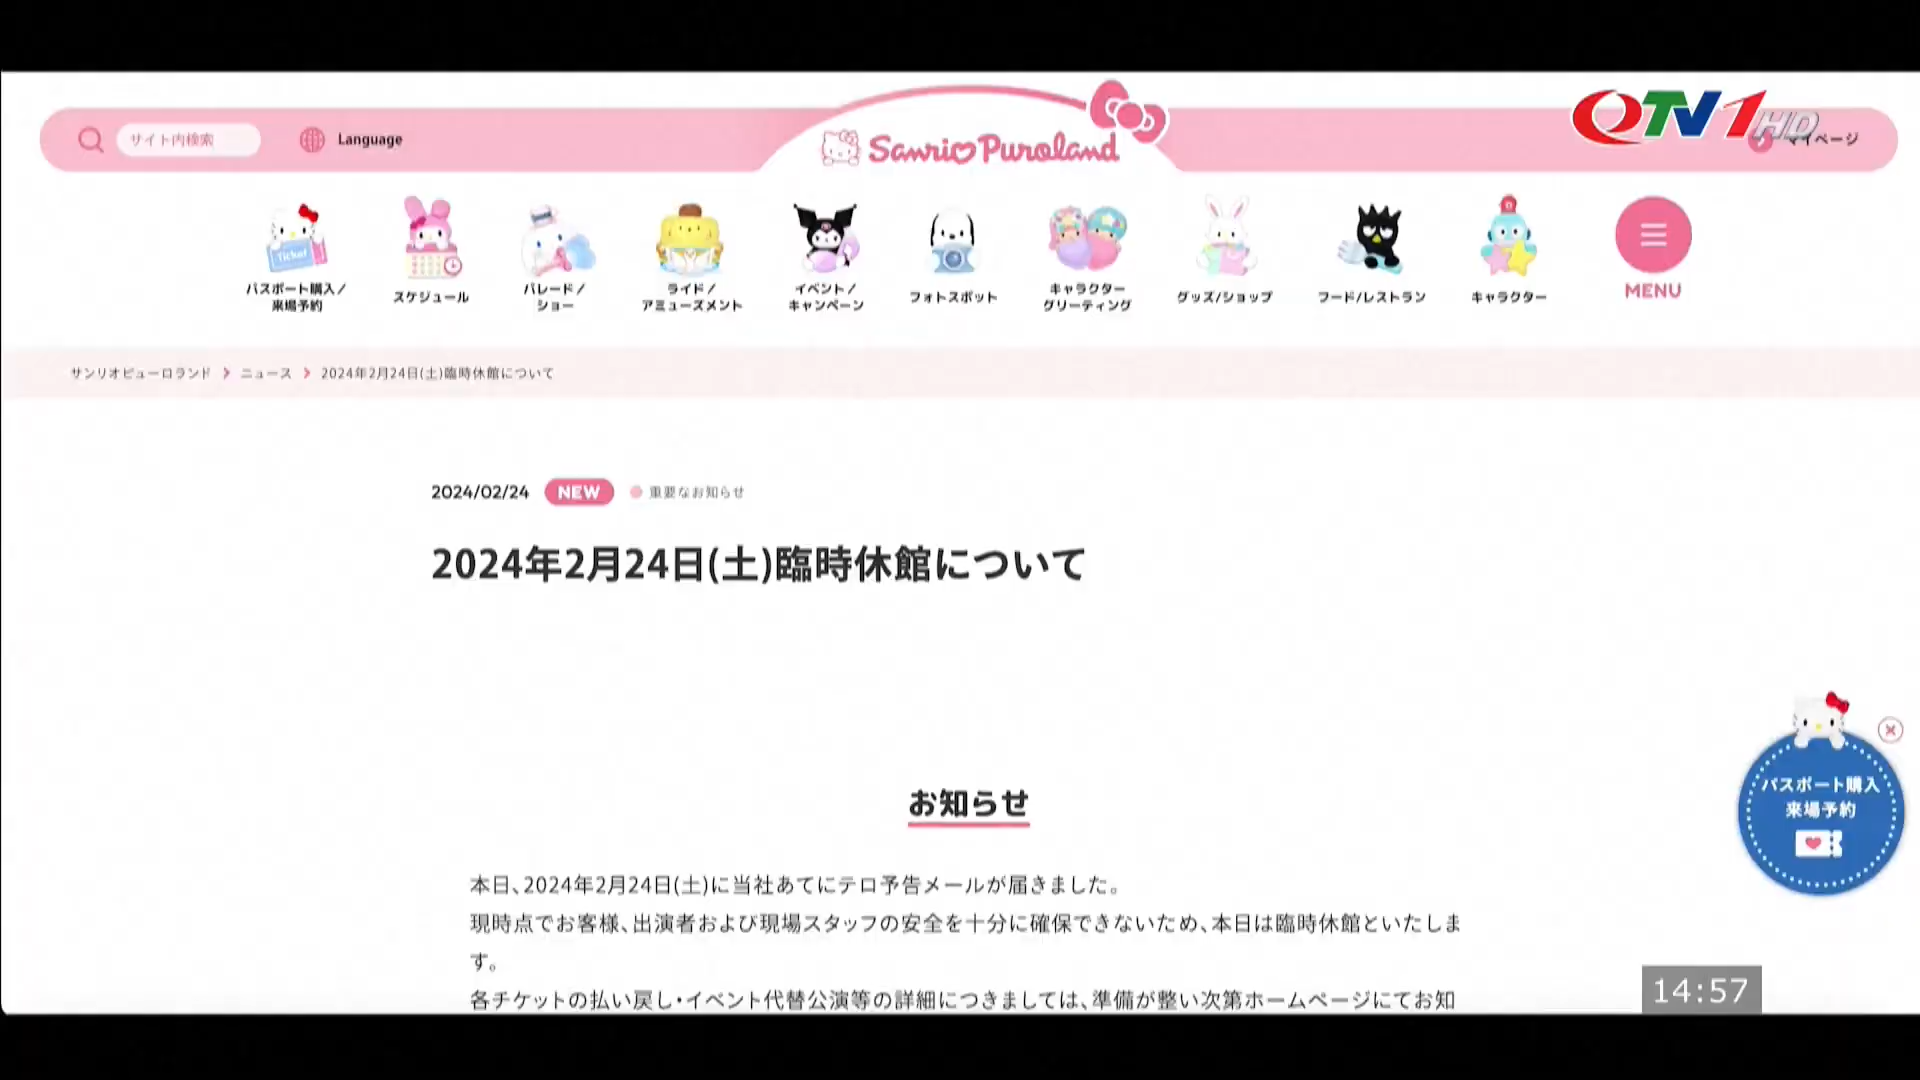 QTV1HD
サイト内検索
Language
Sanrio Puroland
マイページ
Ticket
パスポート購入/
来場予約
スケジュール
パレード/
ショー
ライド/
アミューズメント
イベント/
キャンペーン
フォトスポット
キャラクター
グリーティング
グッズ/ショップ
フード/レストラン
キャラクター
MENU
サンリオピューロランド > ニュース > 2024年2月24日(土)臨時休館について
2024/02/24 NEW 重要なお知らせ
2024年2月24日(土)臨時休館について
パスポート購入
来場予約
お知らせ
本日、2024年2月24日(土)に当社あてにテロ予告メールが届きました。
現時点でお客様、出演者および現場スタッフの安全を十分に確保できないため、本日は臨時休館といたしま
す。
各チケットの払い戻し・イベント代替公演等の詳細につきましては、準備が整い次第ホームページにてお知
14:57